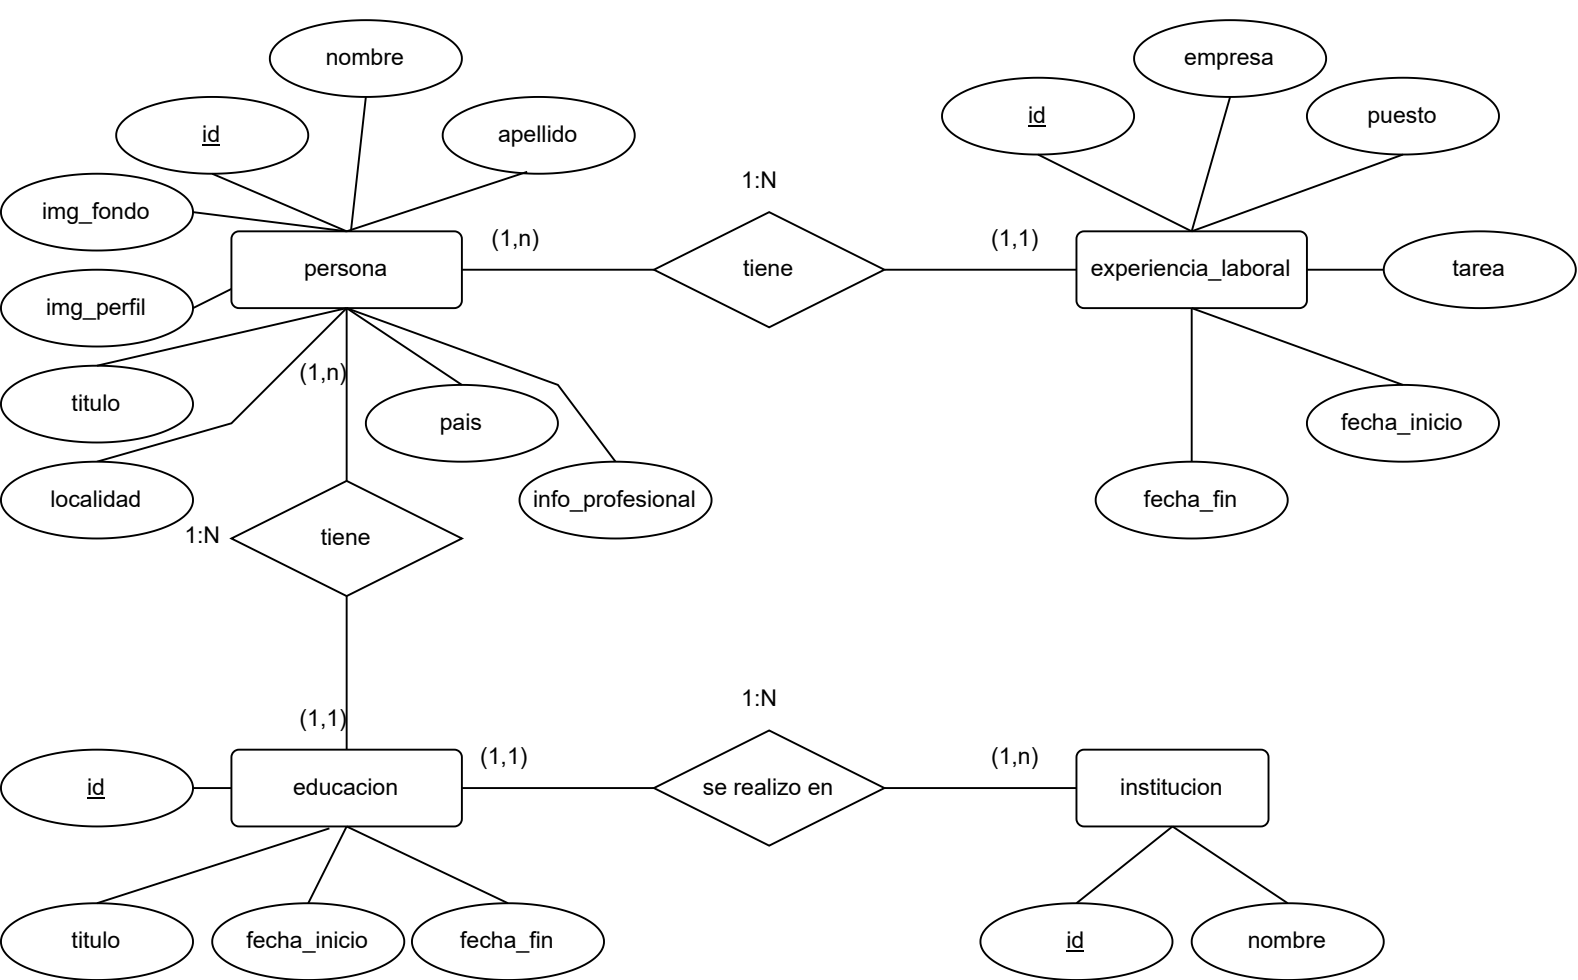 nombre
empresa
id
puesto
id
apellido
1:N
img_fondo
(1,n)
(1,1)
persona
tiene
experiencia_laboral
tarea
img_perfil
(1,n)
titulo
pais
fecha_inicio
localidad
info_profesional
fecha_fin
1:N
tiene
1:N
(1,1)
(1,1)
(1,n)
id
educacion
se realizo en
institucion
titulo
fecha_inicio
fecha_fin
id
nombre